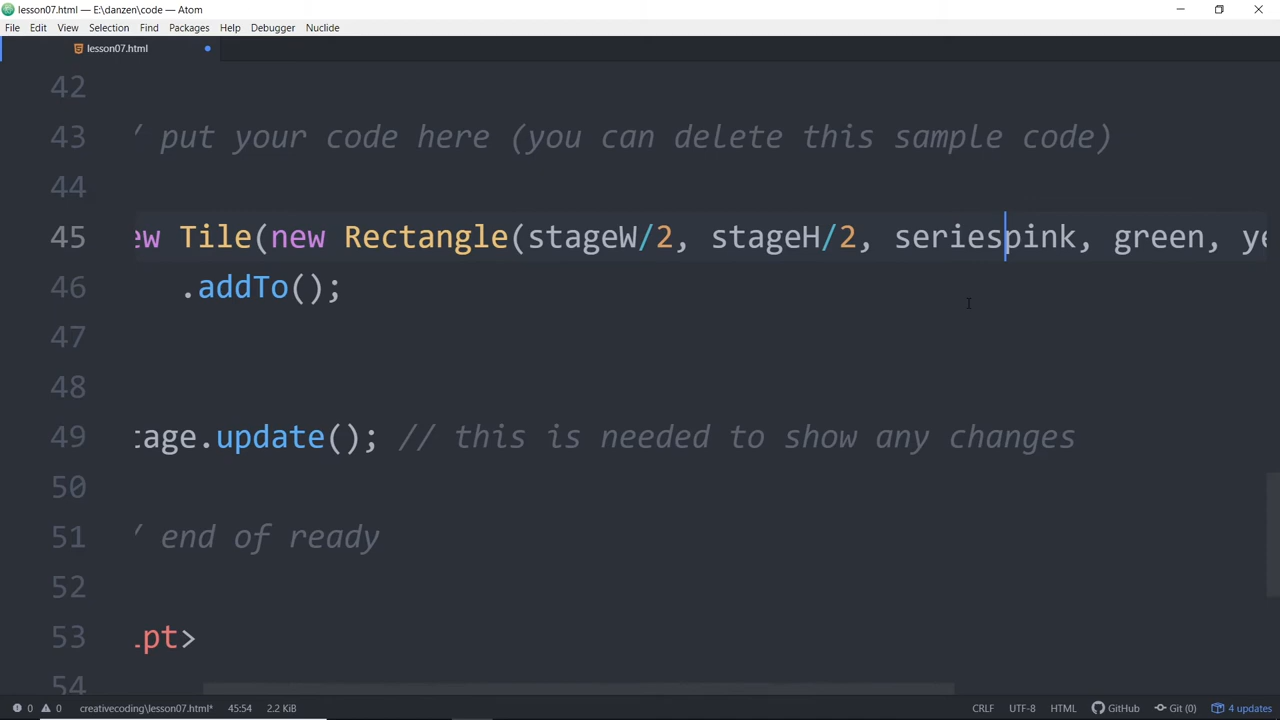 lesson07.html — E:\danzen\code — Atom
File Edit View Selection Find Packages Help Debugger Nuclide
lesson07.html
42
43 / put your code here (you can delete this sample code)
44
45 ew Tile(new Rectangle(stageW/2, stageH/2, seriespink, green, ye
46 .addTo();
47
48
49 tage.update(); // this is needed to show any changes
50
51 / end of ready
52
53 ipt>
54
0 0 creativecoding\lesson07.html* 45:54 2.2 KiB CRLF UTF-8 HTML GitHub Git (0) 4 updates